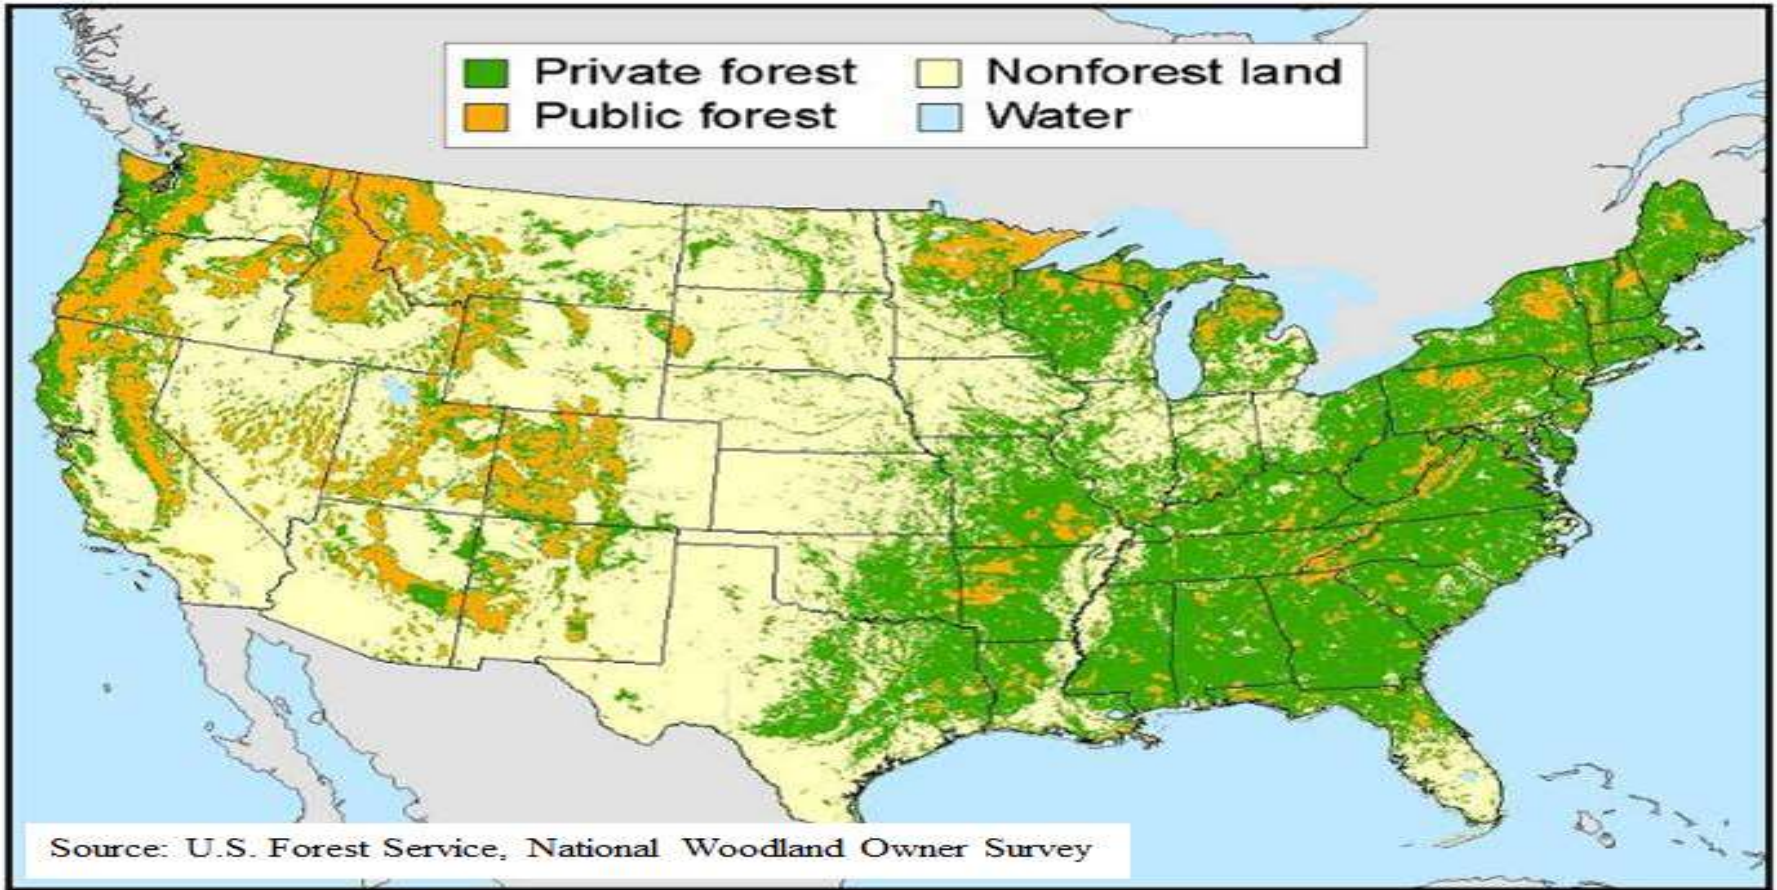 Private forest
Nonforest land
Public forest
Water
Source: U.S. Forest Service, National Woodland Owner Survey